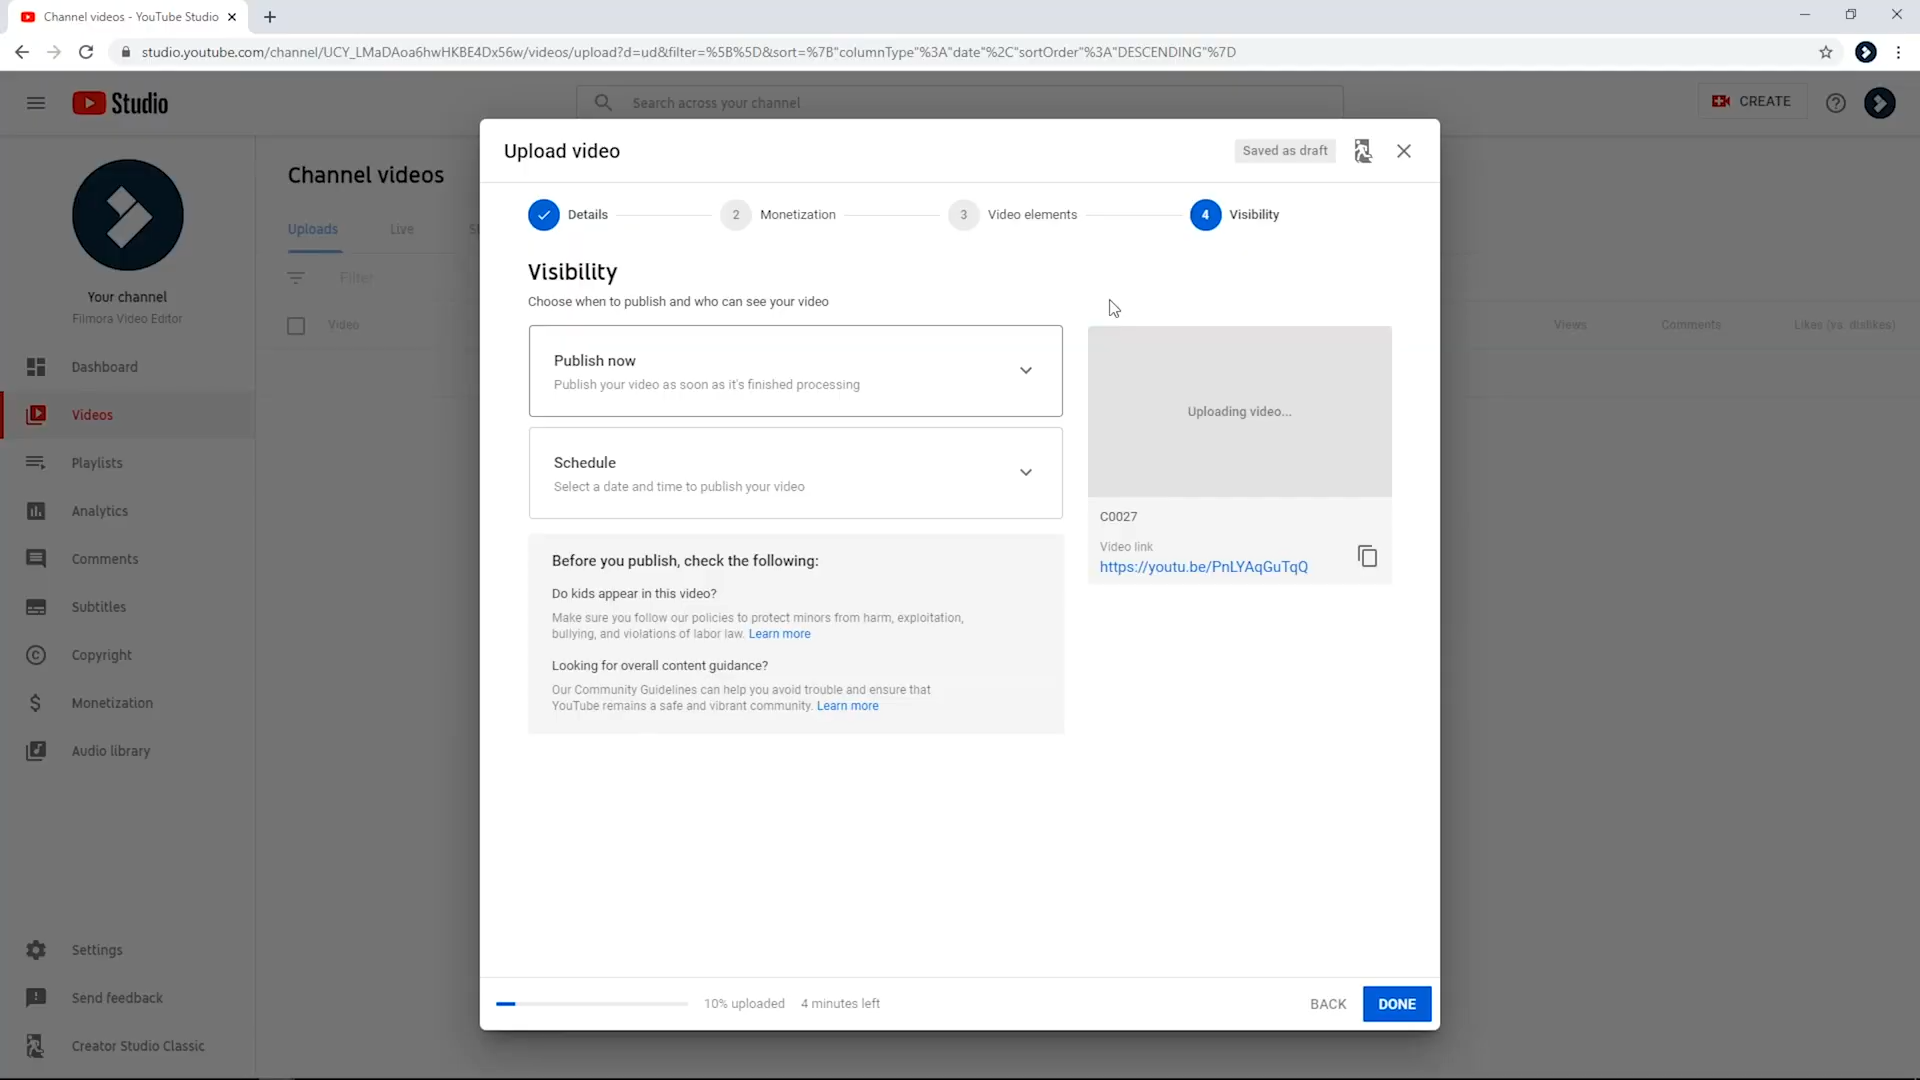 Channel videos - YouTube Studio
studio.youtube.com/channel/UCY_LMaDAoa6hwHKBE4Dx56w/videos/upload?d=ud&filter=%5B%5D&sort=%7B"columnType"%3A"date"%2C"sortOrder"%3A"DESCENDING"%7D
Studio
Search across your channel
CREATE
Your channel
Filmora Video Editor
Dashboard
Videos
Playlists
Analytics
Comments
Subtitles
Copyright
Monetization
Audio library
Settings
Send feedback
Creator Studio Classic
Channel videos
Uploads
Live
Filter
Video
Views
Comments
Likes (vs. dislikes)
Upload video
Saved as draft
Details
2 Monetization
3 Video elements
4 Visibility
Visibility
Choose when to publish and who can see your video
Publish now
Publish your video as soon as it's finished processing
Schedule
Select a date and time to publish your video
Before you publish, check the following:
Do kids appear in this video?
Make sure you follow our policies to protect minors from harm, exploitation,
bullying, and violations of labor law. Learn more
Looking for overall content guidance?
Our Community Guidelines can help you avoid trouble and ensure that
YouTube remains a safe and vibrant community. Learn more
Uploading video...
C0027
Video link
https://youtu.be/PnLYAqGuTqQ
10% uploaded
4 minutes left
BACK
DONE